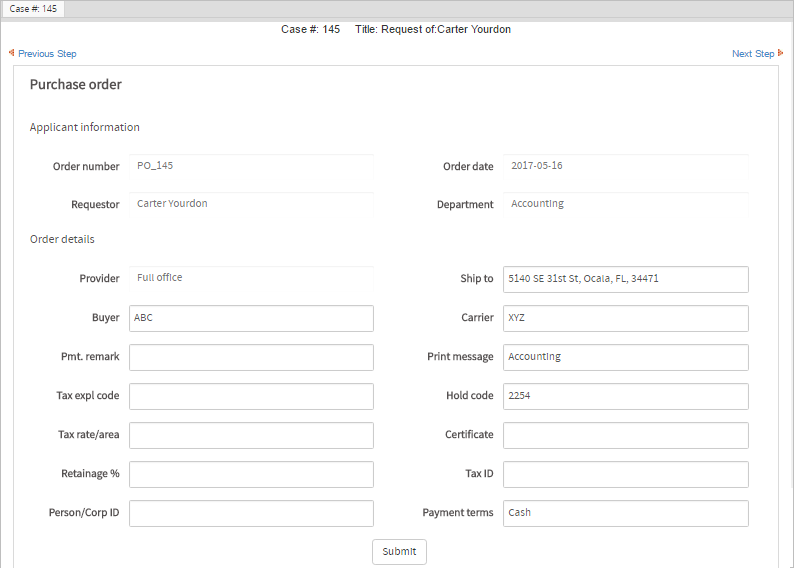 Case #: 145
Case #: 145 Title: Request of:Carter Yourdon
Previous Step Next Step
Purchase order
Applicant information
Order number PO_145 Order date 2017-05-16
Requestor Carter Yourdon Department Accounting
Order details
Provider Full office Ship to 5140 SE 31st St, Ocala, FL, 34471
Buyer ABC Carrier XYZ
Pmt. remark Print message Accounting
Tax expl code Hold code 2254
Tax rate/area Certificate
Retainage % Tax ID
Person/Corp ID Payment terms Cash
Submit